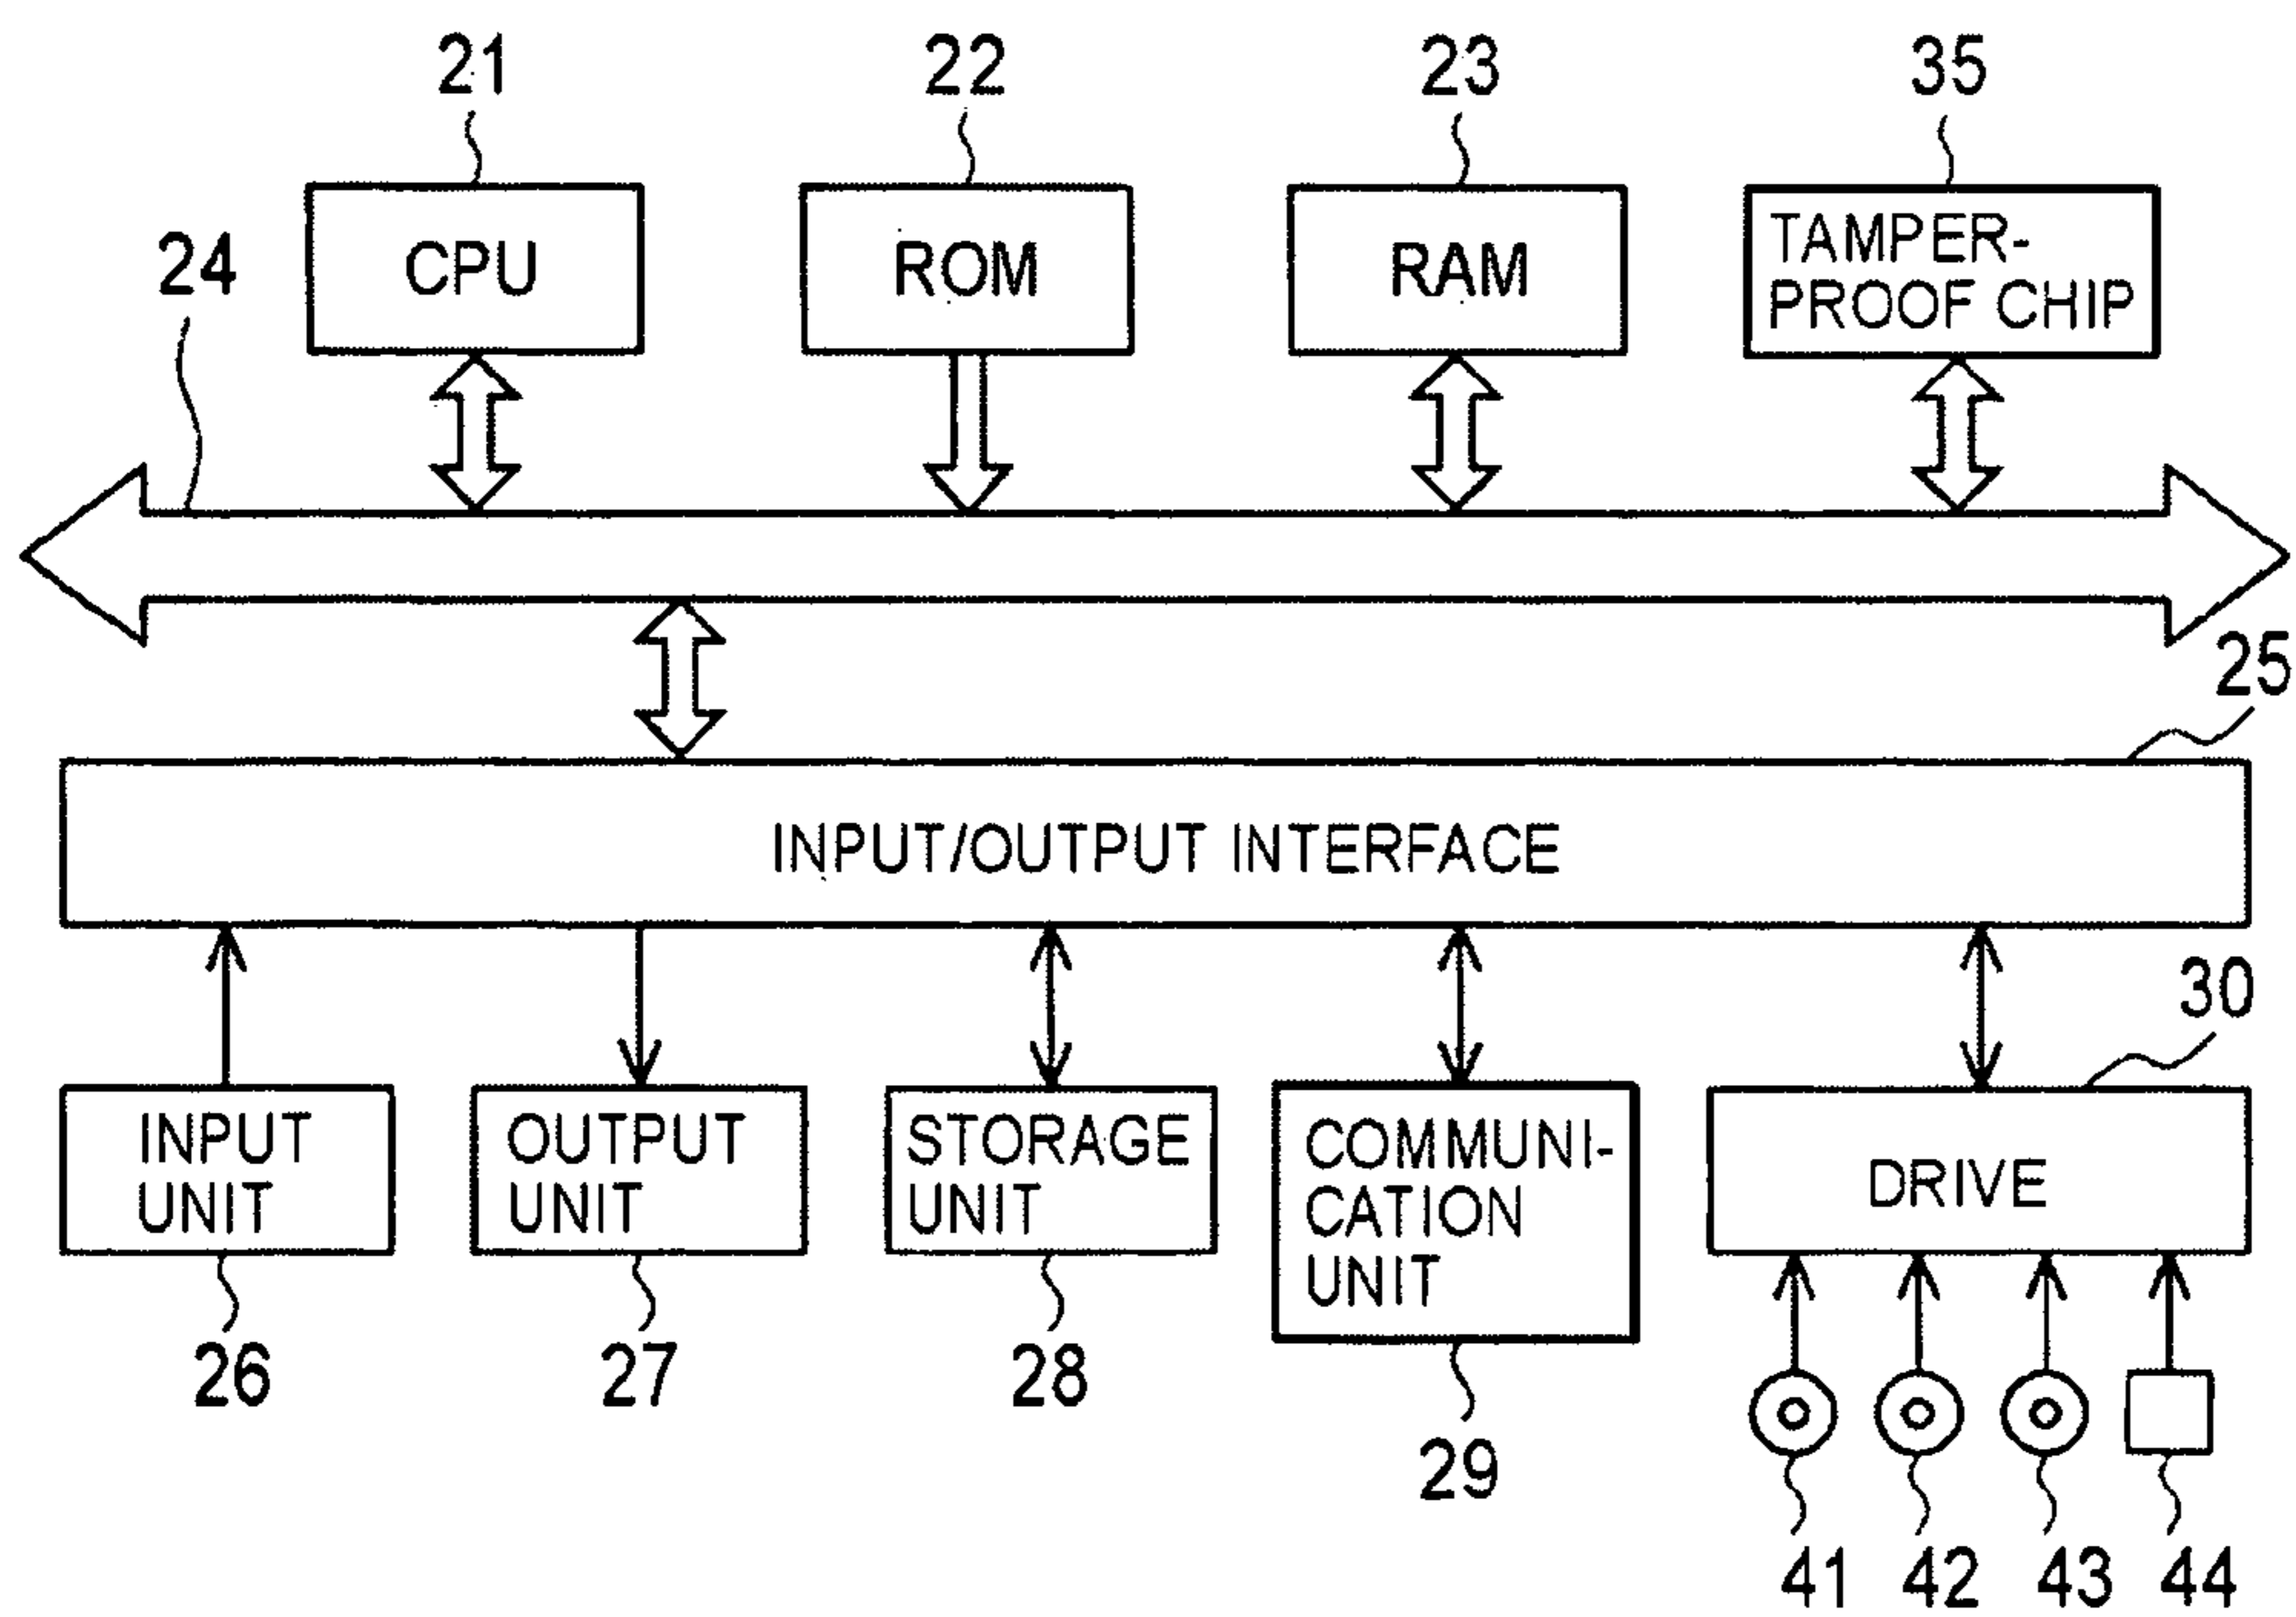 21
22
23
35
CPU
ROM
RAM
TAMPER-
PROOF CHIP
24
25
INPUT/OUTPUT INTERFACE
30
INPUT
UNIT
OUTPUT
UNIT
STORAGE
UNIT
COMMUNI-
CATION
UNIT
DRIVE
26
27
28
29
41
42
43
44